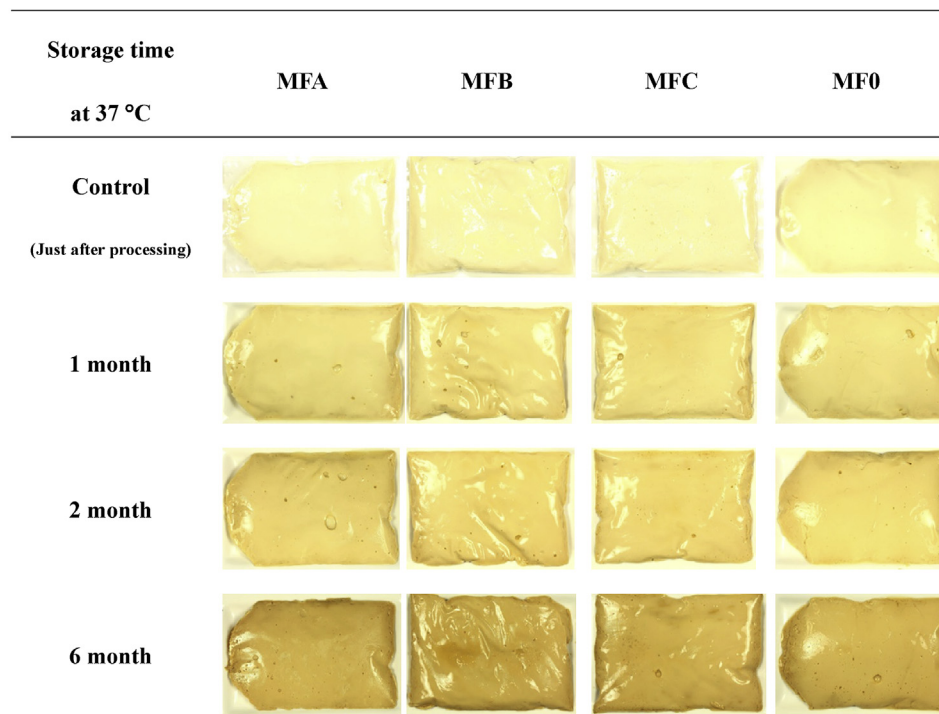 Storage time
at 37 °C
MFA
MFB
MFC
MF0
Control
(Just after processing)
1 month
2 month
6 month